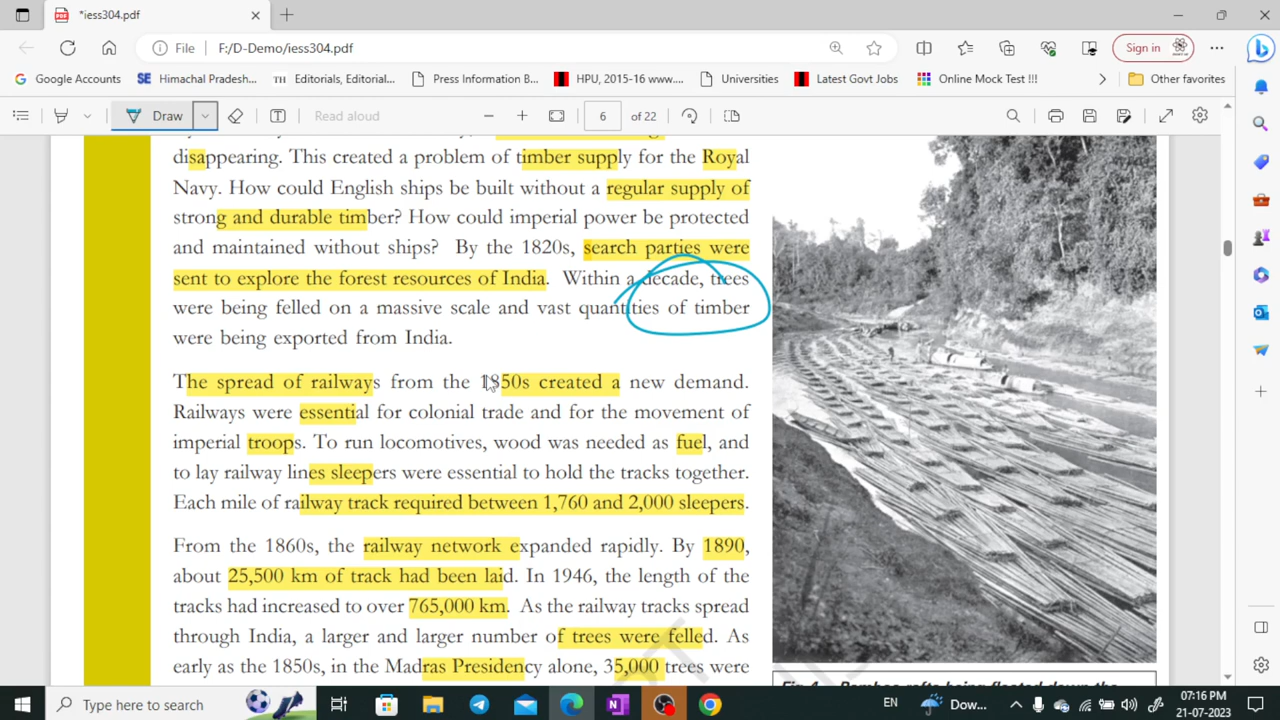 *iess304.pdf
File
F:/D-Demo/iess304.pdf
Sign in
Google Accounts
SE Himachal Pradesh...
TH Editorials, Editorial...
Press Information B...
HPU, 2015-16 www....
Universities
Latest Govt Jobs
Online Mock Test !!!
Other favorites
Draw
Read aloud
6 of 22
disappearing. This created a problem of timber supply for the Royal
Navy. How could English ships be built without a regular supply of
strong and durable timber? How could imperial power be protected
and maintained without ships? By the 1820s, search parties were
sent to explore the forest resources of India. Within a decade, trees
were being felled on a massive scale and vast quantities of timber
were being exported from India.
The spread of railways from the 1850s created a new demand.
Railways were essential for colonial trade and for the movement of
imperial troops. To run locomotives, wood was needed as fuel, and
to lay railway lines sleepers were essential to hold the tracks together.
Each mile of railway track required between 1,760 and 2,000 sleepers.
From the 1860s, the railway network expanded rapidly. By 1890,
about 25,500 km of track had been laid. In 1946, the length of the
tracks had increased to over 765,000 km. As the railway tracks spread
through India, a larger and larger number of trees were felled. As
early as the 1850s, in the Madras Presidency alone, 35,000 trees were
Type here to search
EN
Dow...
07:16 PM
21-07-2023